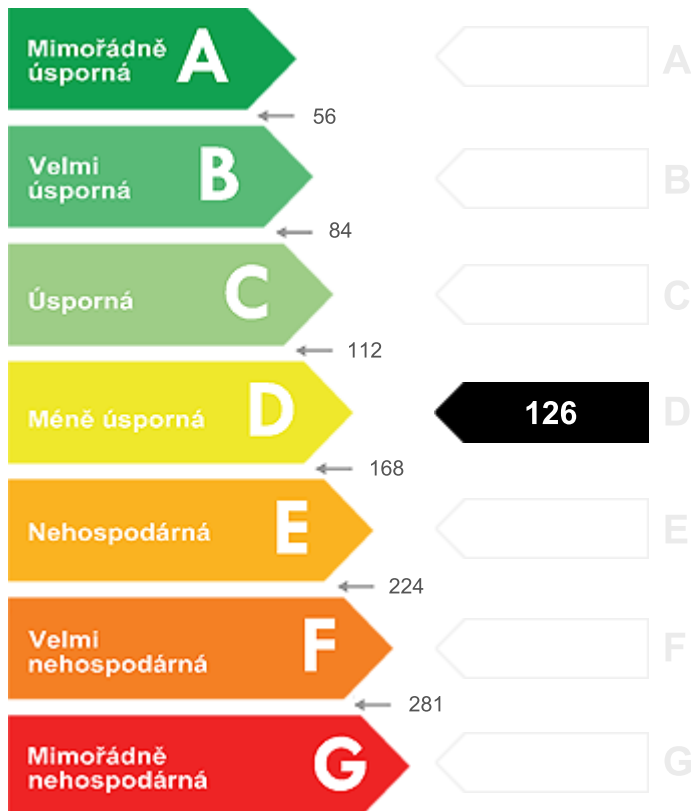 Mimořádně
úsporná
A
A
56
Velmi
úsporná
B
B
84
Úsporná
C
C
112
Méně úsporná
D
126
D
168
Nehospodárná
E
E
224
Velmi
nehospodárná
F
F
281
Mimořádně
nehospodárná
G
G